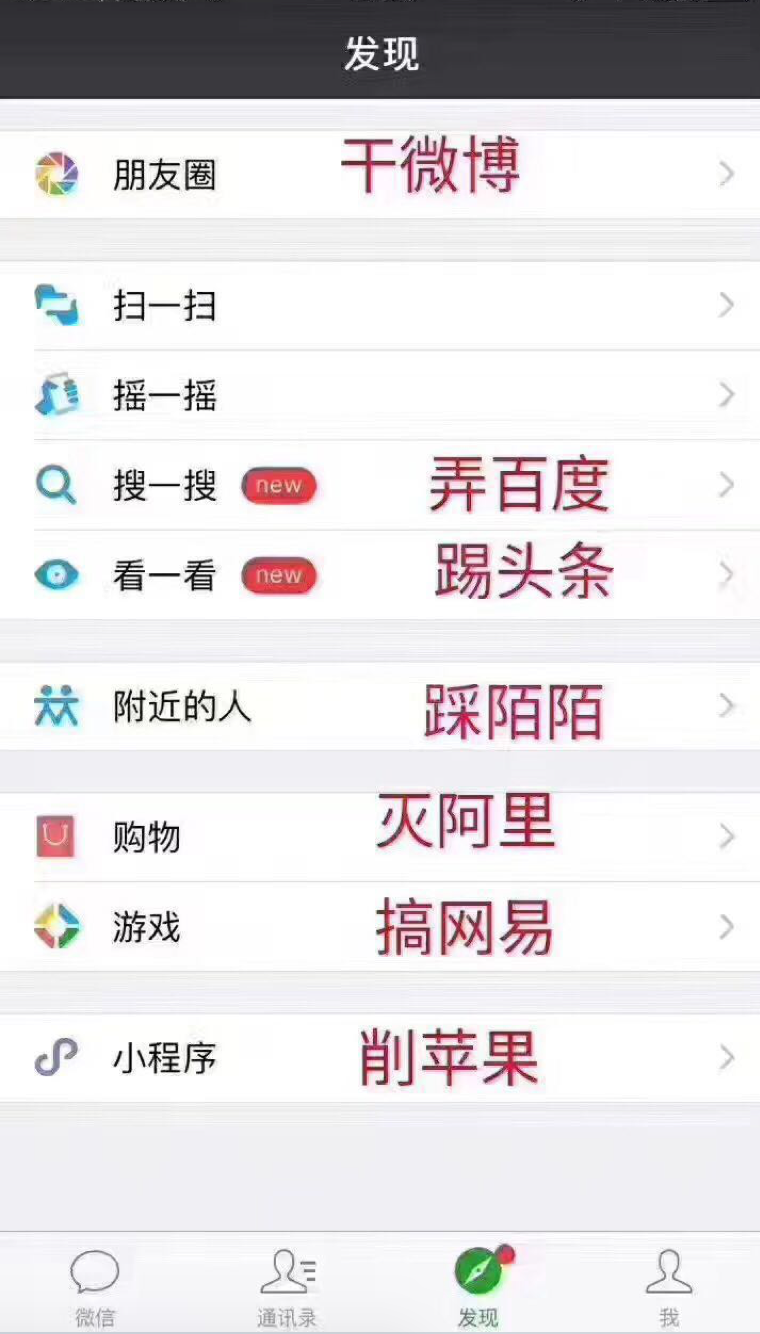 发现
朋友圈 干微博
扫一扫
摇一摇
搜一搜 new 弄百度
看一看 new 踢头条
附近的人 踩陌陌
购物 灭阿里
游戏 搞网易
小程序 削苹果
微信 通讯录 发现 我